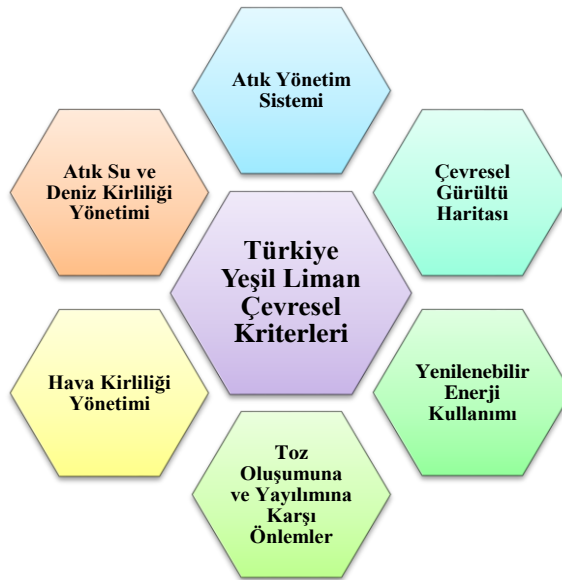 Atık Yönetim
Sistemi
Atık Su ve
Deniz Kirliliği
Yönetimi
Çevresel
Gürültü
Haritası
Türkiye
Yeşil Liman
Çevresel
Kriterleri
Hava Kirliliği
Yönetimi
Yenilenebilir
Enerji
Kullanımı
Toz
Oluşumuna
ve Yayılımına
Karşı
Önlemler